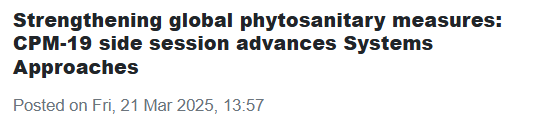 Strengthening global phytosanitary measures:
CPM-19 side session advances Systems
Approaches
Posted on Fri, 21 Mar 2025, 13:57